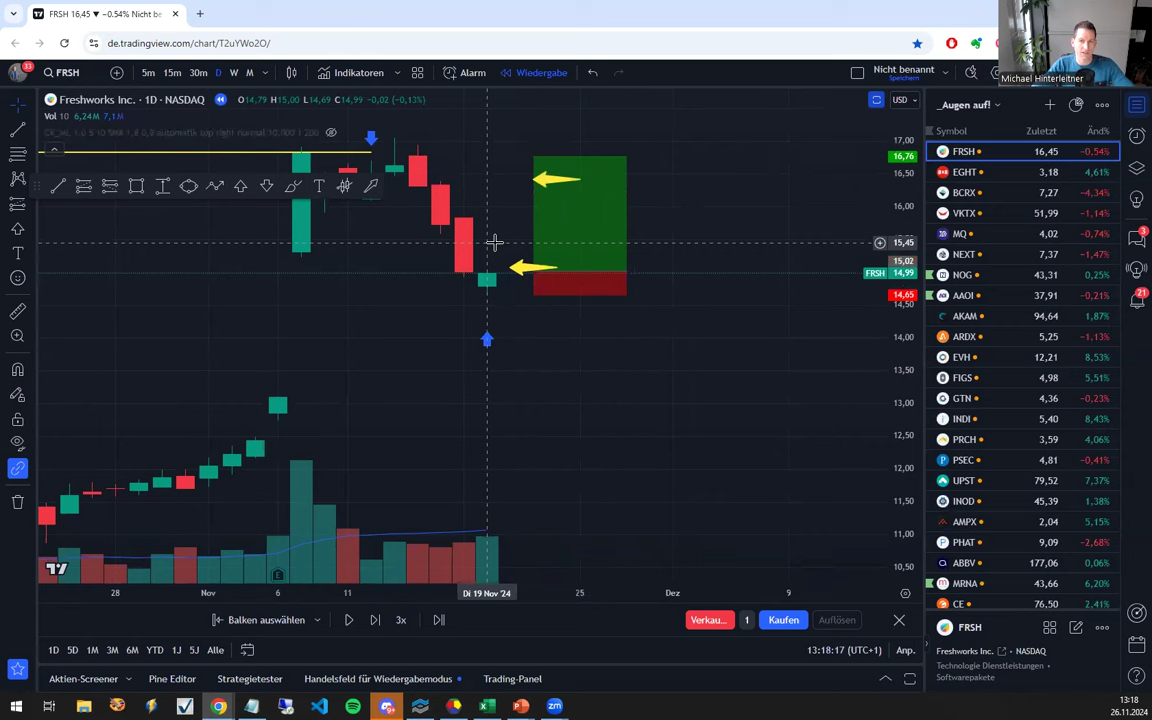 FRSH 16,45 ▼ −0.54% Nicht be
de.tradingview.com/chart/T2uYWo2O/
33
FRSH
5m 15m 30m D W M
Indikatoren
Alarm
Wiedergabe
Nicht benannt
Speichern
Michael Hinterleitner
Freshworks Inc. · 1D · NASDAQ
O14,79 H15,00 L14,69 C14,99 −0,02 (−0,13%)
USD
Vol 10 6,24M 7,1M
17,00
16,76
16,50
16,00
15,45
15,02
FRSH 14,99
14,65
14,50
14,00
13,50
13,00
12,50
12,00
11,50
11,00
10,50
E
28 Nov 6 11 Di 19 Nov '24 25 Dez 9
Balken auswählen
3x
Verkau... 1 Kaufen Auflösen
1D 5D 1M 3M 6M YTD 1J 5J Alle
13:18:17 (UTC+1) Anp.
Aktien-Screener Pine Editor Strategietester Handelsfeld für Wiedergabemodus Trading-Panel
_Augen auf!
Symbol Zuletzt Änd%
FRSH 16,45 −0,54%
EGHT 3,18 4,61%
BCRX 7,27 −4,34%
VKTX 51,99 −1,14%
MQ 4,02 −0,74%
NEXT 7,37 −1,47%
NOG 43,31 0,25%
AAOI 37,91 −0,21%
AKAM 94,64 1,87%
ARDX 5,25 −1,13%
EVH 12,21 8,53%
FIGS 4,98 5,51%
GTN 4,36 −0,23%
INDI 5,40 8,43%
PRCH 3,59 4,06%
PSEC 4,81 −0,41%
UPST 79,52 7,37%
INOD 45,39 1,38%
AMPX 2,04 5,15%
PHAT 9,09 −2,68%
ABBV 177,06 0,06%
MRNA 43,66 6,20%
CE 76,50 2,41%
FRSH
Freshworks Inc. NASDAQ
Technologie Dienstleistungen
Softwarepakete
3
21
13:18
26.11.2024